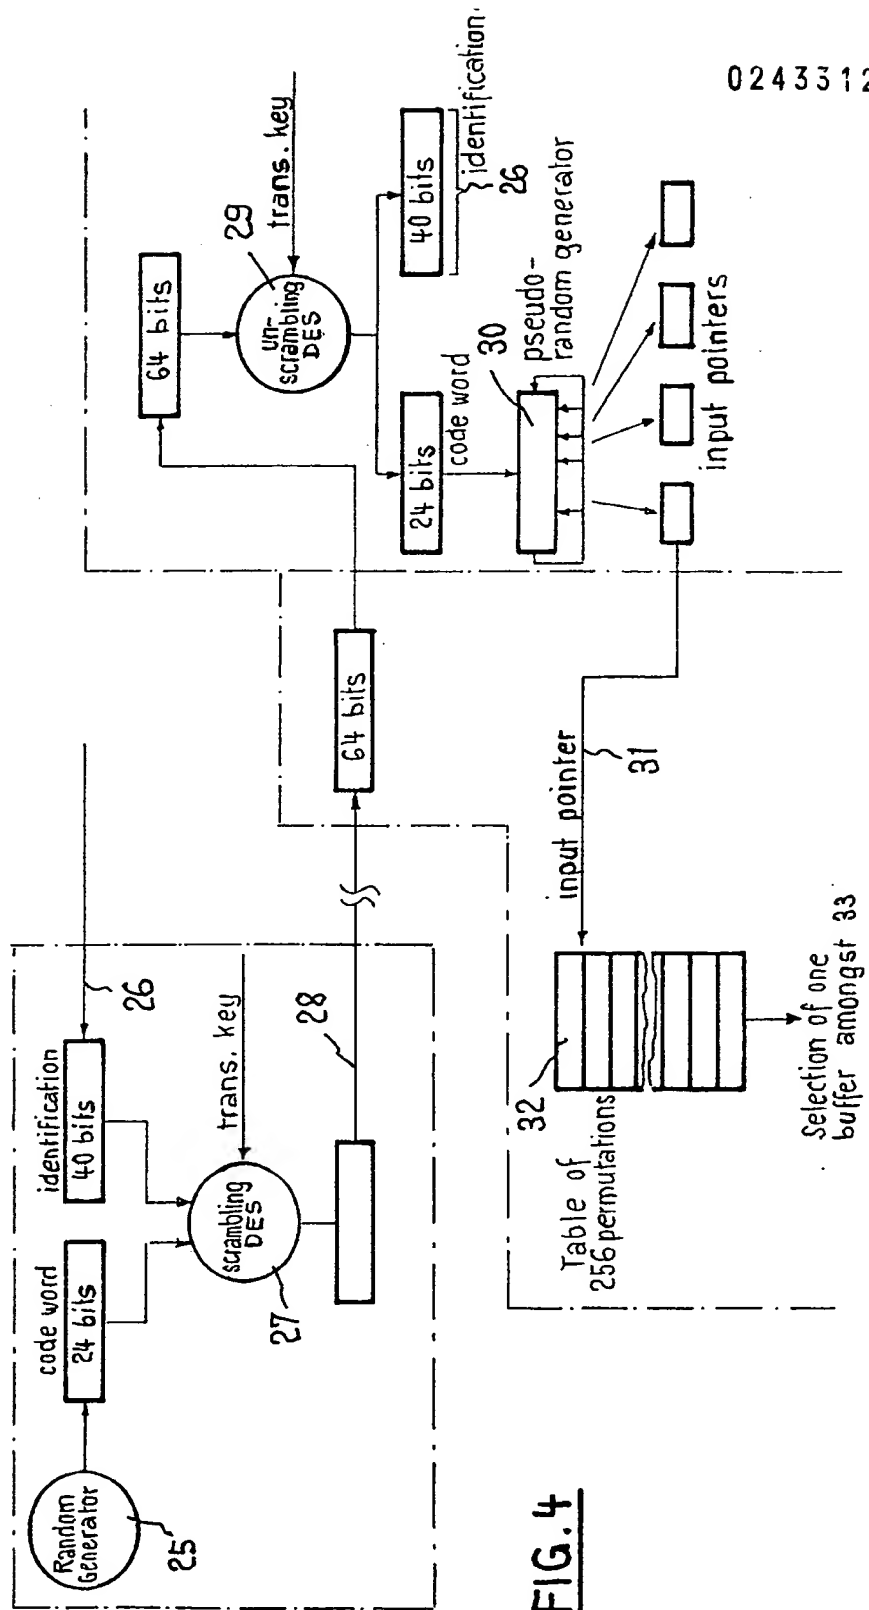 0243312
Random
Generator
25
code word
24 bits
identification
40 bits
26
scrambling
DES
27
trans. key
28
64 bits
64 bits
un-
scrambling
DES
29
trans. key
24 bits
code word
40 bits
identification.
26
30
pseudo-
random generator
input pointers
input pointer
31
32
Table of
256 permutations
Selection of one
buffer amongst 33
FIG. 4